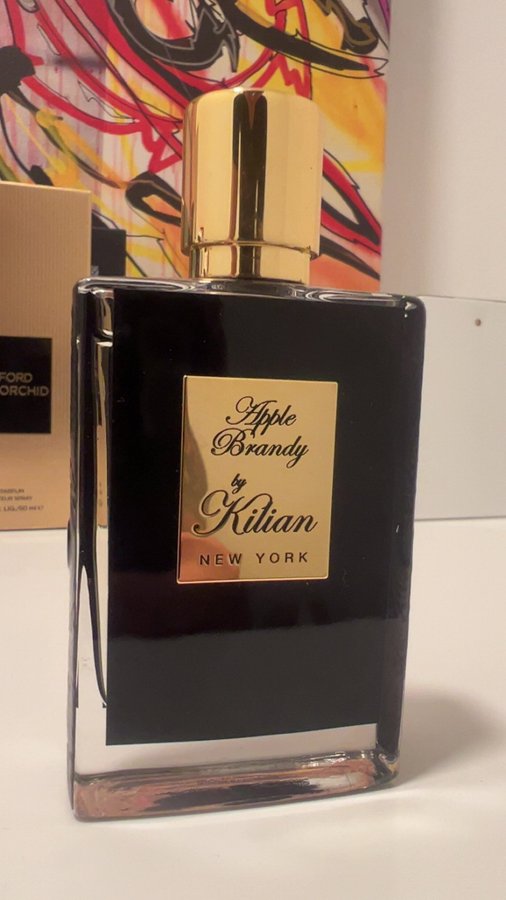 Apple
Brandy
by
Kilian
NEW YORK
FORD
ORCHID